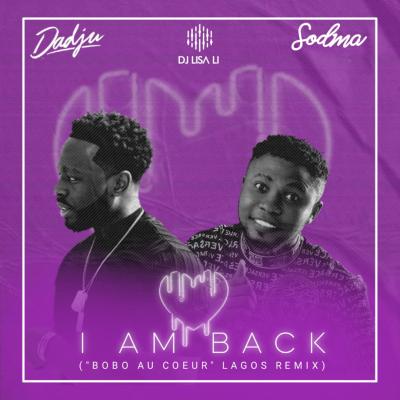 Dadju
DJ LISA LI
Sodma
I AM BACK
("BOBO AU COEUR" LAGOS REMIX)